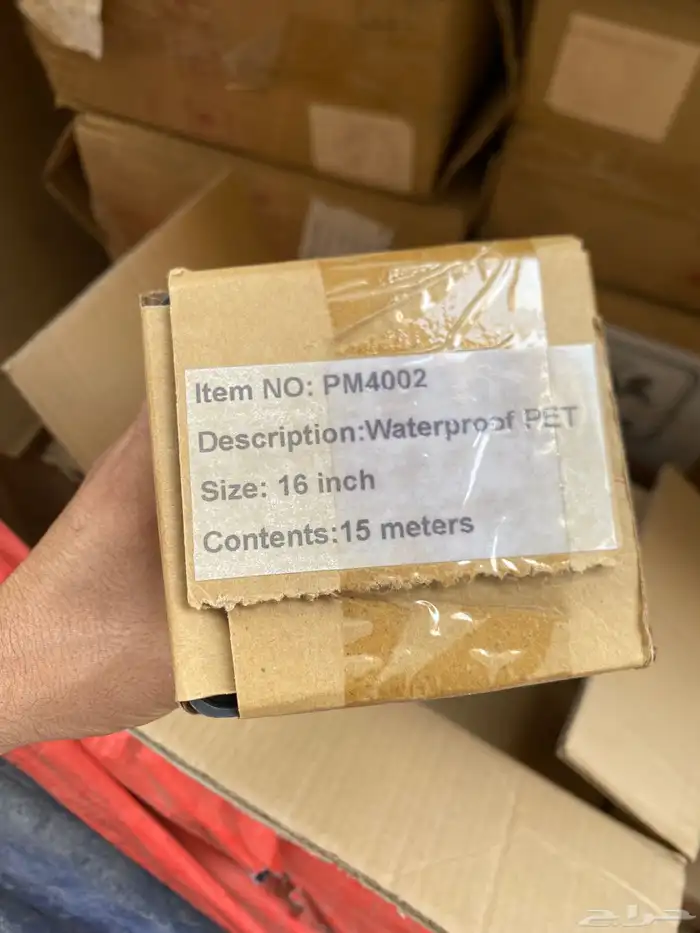 Item NO: PM4002
Description:Waterproof PET
Size: 16 inch
Contents:15 meters
حراج